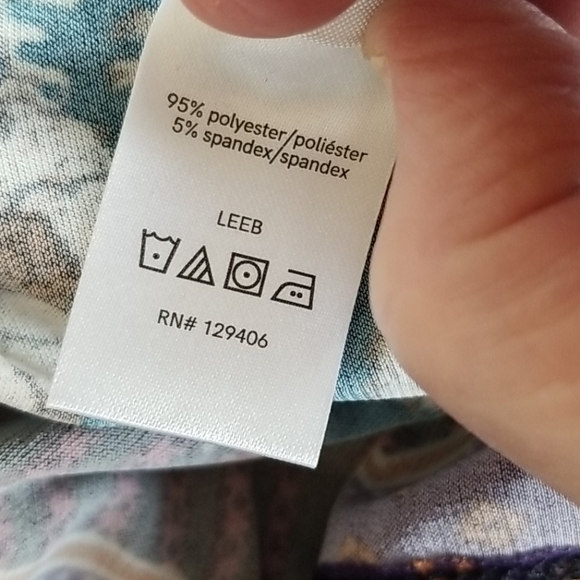 95% polyester/poliéster
5% spandex/spandex
LEEB
RN# 129406